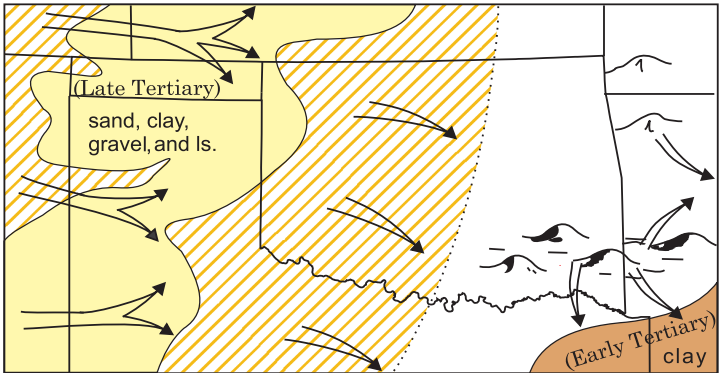 (Late Tertiary)
sand, clay,
gravel, and ls.
(Early Tertiary)
clay